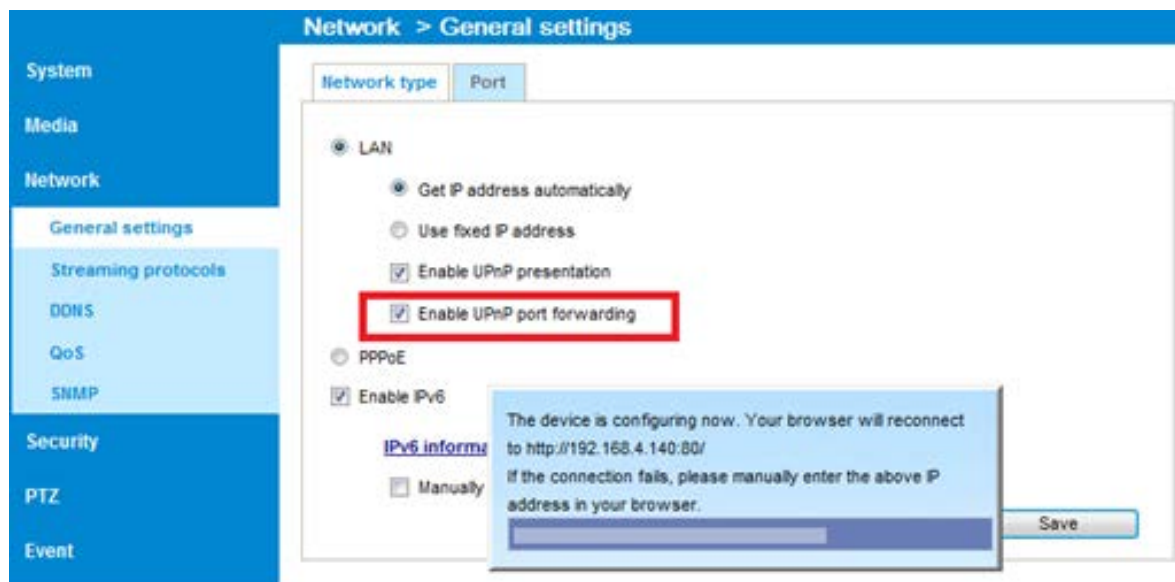 Network > General settings
System
Media
Network
General settings
Streaming protocols
DDNS
QoS
SNMP
Security
PTZ
Event
Network type
Port
LAN
Get IP address automatically
Use fixed IP address
Enable UPnP presentation
Enable UPnP port forwarding
PPPoE
Enable IPv6
IPv6 informa
Manually
The device is configuring now. Your browser will reconnect
to http://192.168.4.140:80/
If the connection fails, please manually enter the above IP
address in your browser.
Save